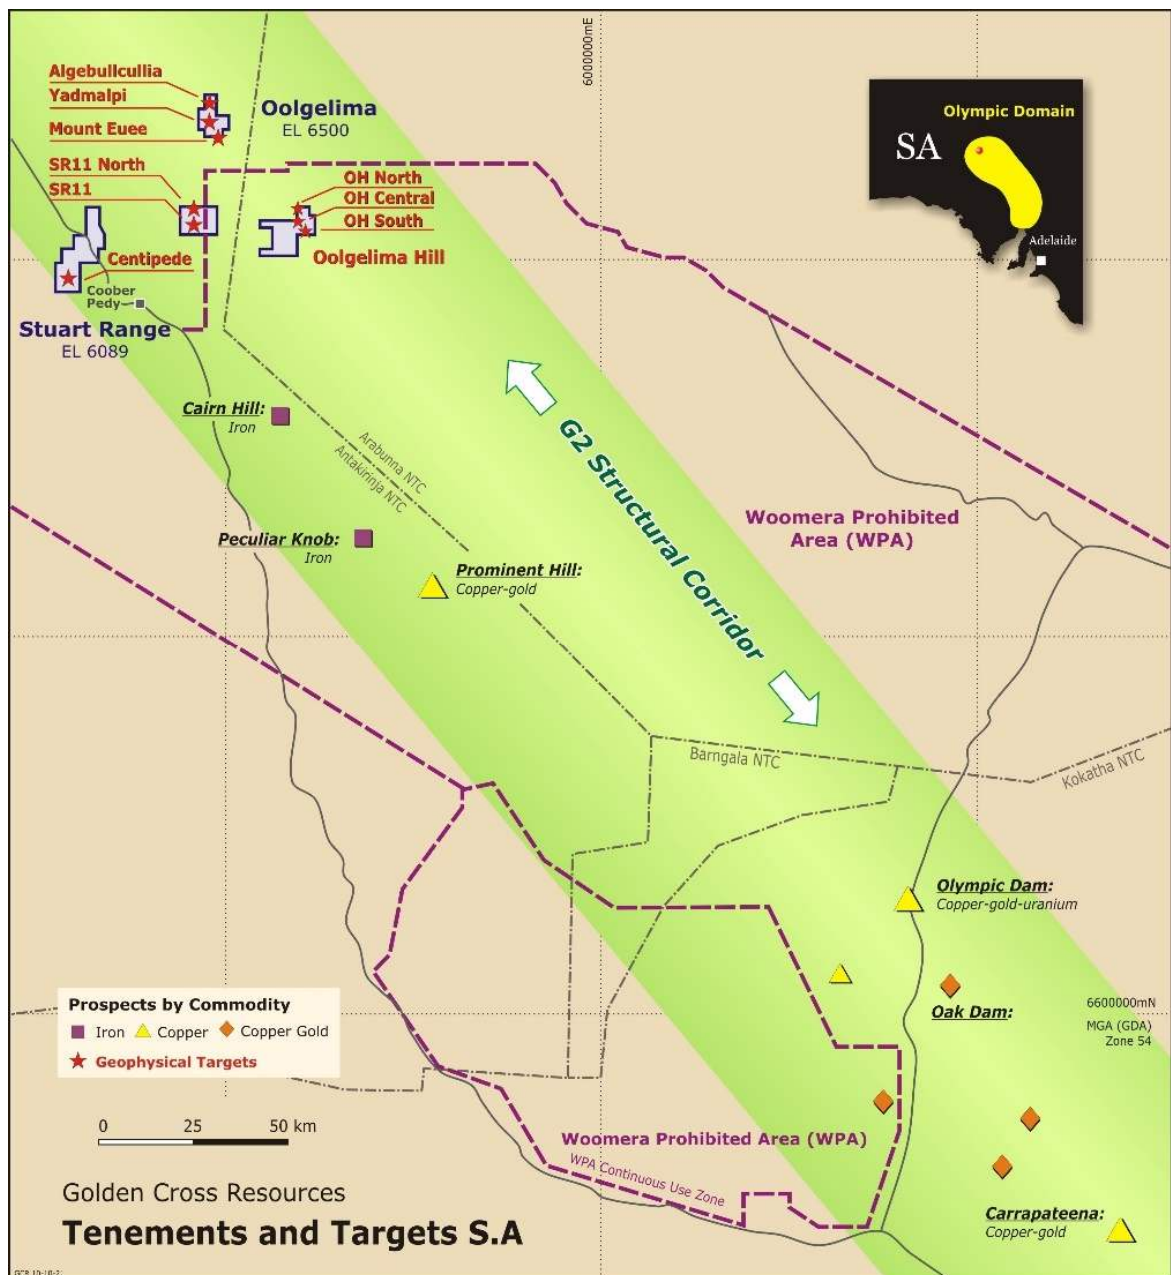 6000000mE
Algebullcullia
Yadmalpi
Mount Euee
Oolgelima
EL 6500
SR11 North
SR11
OH North
OH Central
OH South
Oolgelima Hill
Centipede
Coober
Pedy
Stuart Range
EL 6089
Olympic Domain
SA
Adelaide
Cairn Hill:
Iron
Arabunna NTC
Antakirinja NTC
G2 Structural Corridor
Woomera Prohibited
Area (WPA)
Peculiar Knob:
Iron
Prominent Hill:
Copper-gold
Barngala NTC
Kokatha NTC
Olympic Dam:
Copper-gold-uranium
Oak Dam:
6600000mN
MGA (GDA)
Zone 54
Prospects by Commodity
Iron
Copper
Copper Gold
Geophysical Targets
0 25 50 km
Woomera Prohibited Area (WPA)
WPA Continuous Use Zone
Carrapateena:
Copper-gold
Golden Cross Resources
Tenements and Targets S.A